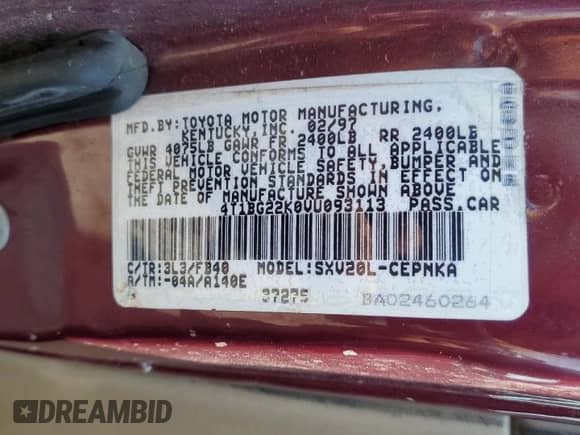 MFD.BY:TOYOTA MOTOR MANUFACTURING,
KENTUCKY,INC. 02/97
GVWR 4075LB GAWR FR 2400LB RR 2400LB
THIS VEHICLE CONFORMS TO ALL APPLICABLE
FEDERAL MOTOR VEHICLE SAFETY,BUMPER AND
THEFT PREVENTION STANDARDS IN EFFECT ON
THE DATE OF MANUFACTURE SHOWN ABOVE
4T1BG22K0VU093113 PASS.CAR
C/TR:3L3/FB40 MODEL:SXV20L-CEPNKA
A/TM:-04A/A140E
37275 BA02460264
DREAMBID